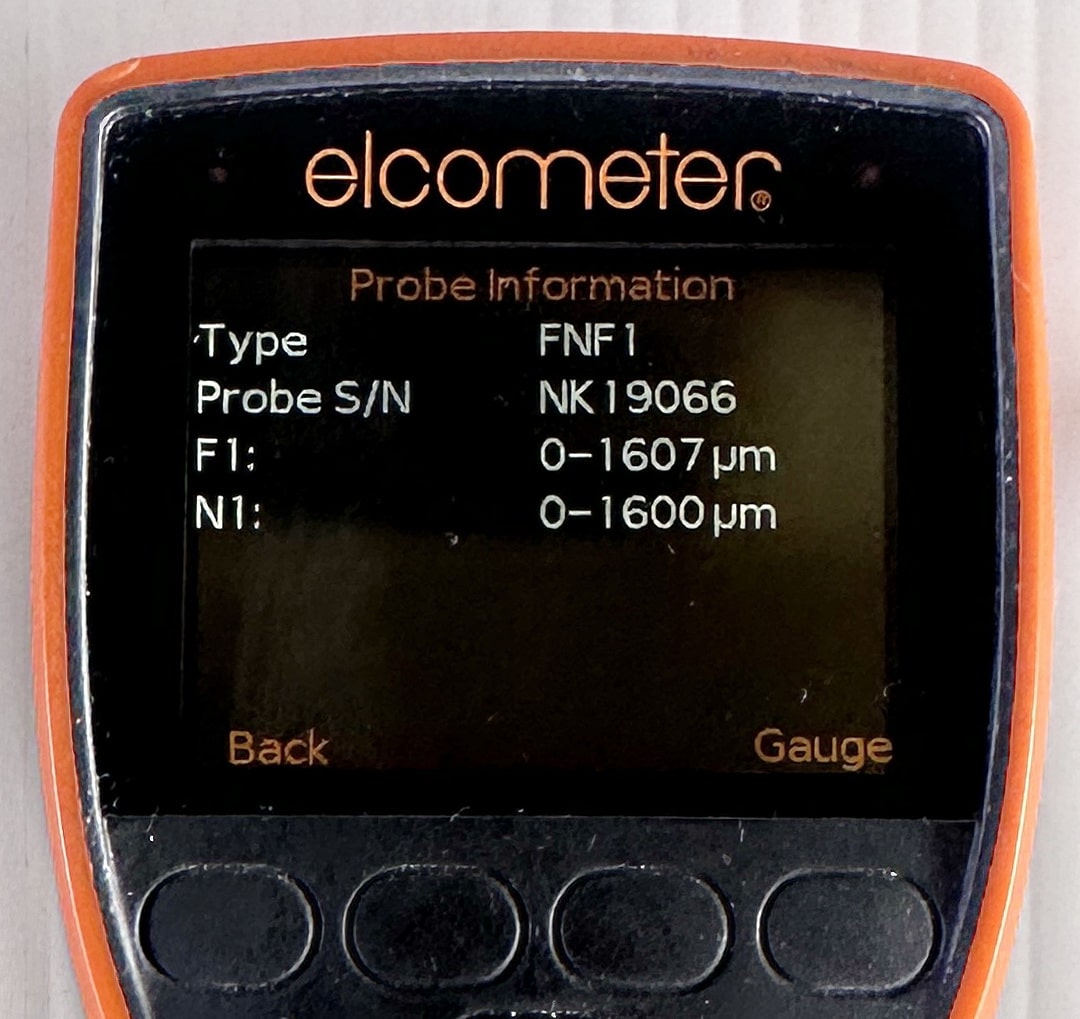 elcometer®
Probe Information
Type FNF1
Probe S/N NK19066
F1: 0-1607µm
N1: 0-1600µm
Back Gauge